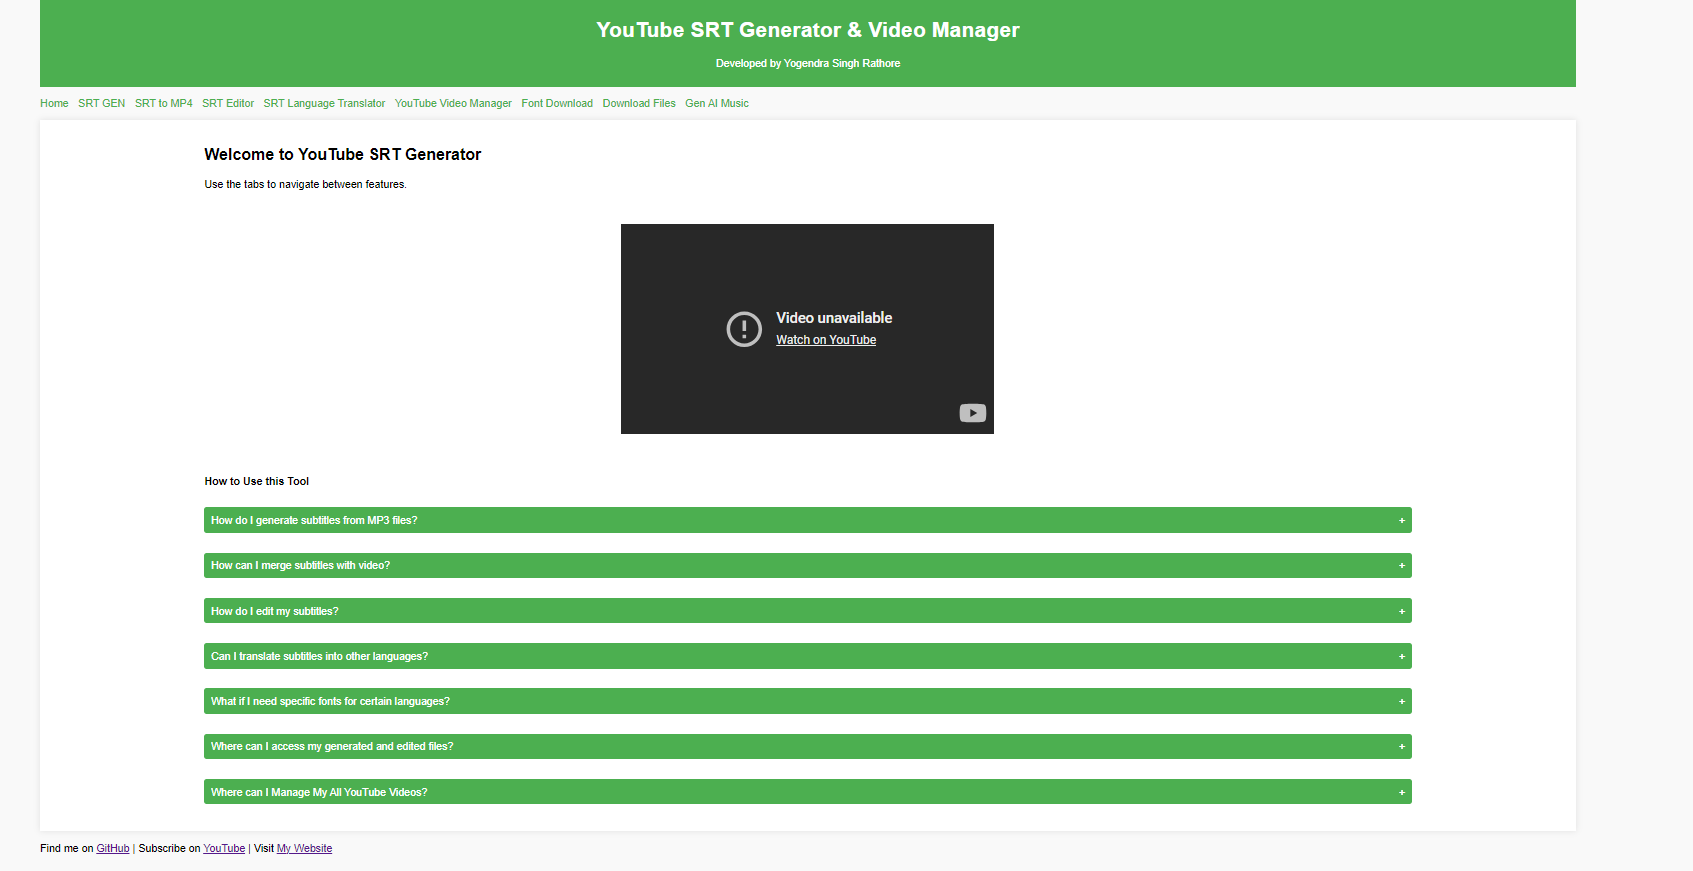 YouTube SRT Generator & Video Manager
Developed by Yogendra Singh Rathore
Home SRT GEN SRT to MP4 SRT Editor SRT Language Translator YouTube Video Manager Font Download Download Files Gen AI Music
Welcome to YouTube SRT Generator
Use the tabs to navigate between features.
Video unavailable
Watch on YouTube
How to Use this Tool
How do I generate subtitles from MP3 files? +
How can I merge subtitles with video? +
How do I edit my subtitles? +
Can I translate subtitles into other languages? +
What if I need specific fonts for certain languages? +
Where can I access my generated and edited files? +
Where can I Manage My All YouTube Videos? +
Find me on GitHub | Subscribe on YouTube | Visit My Website